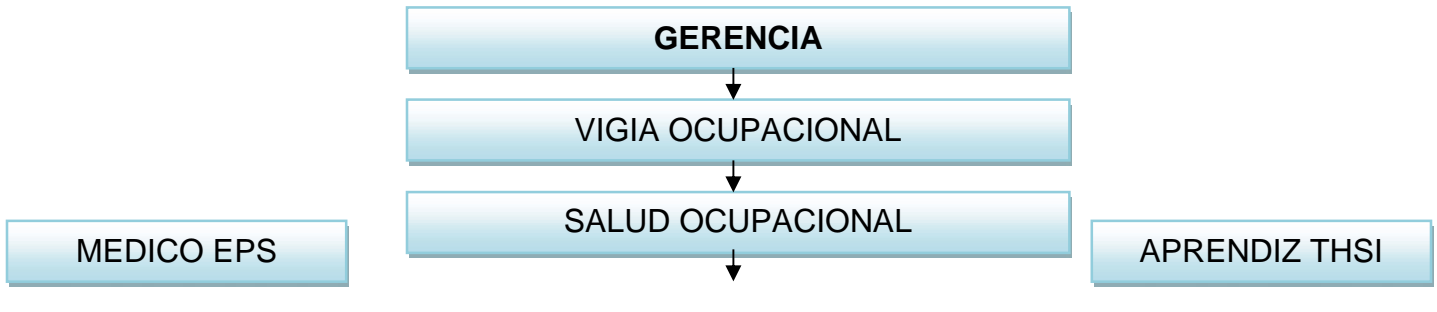 GERENCIA
VIGIA OCUPACIONAL
SALUD OCUPACIONAL
MEDICO EPS
APRENDIZ THSI